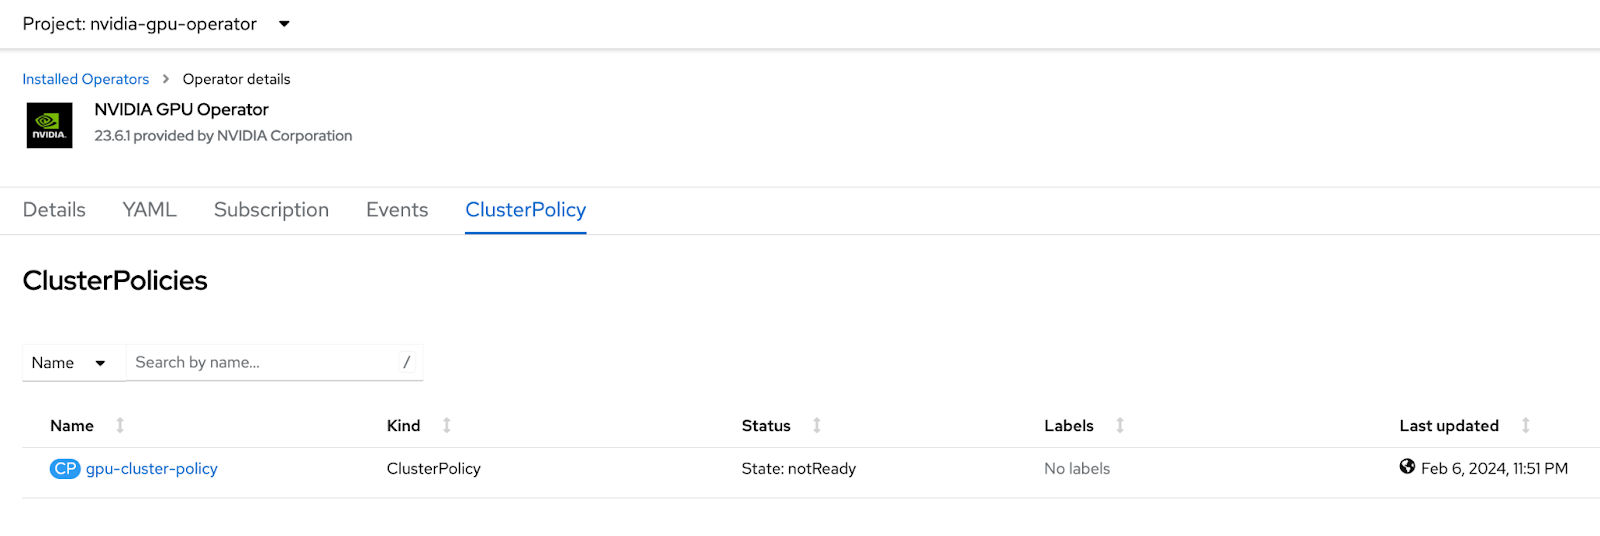 Project: nvidia-gpu-operator
Installed Operators > Operator details
NVIDIA GPU Operator
NVIDIA.
23.6.1 provided by NVIDIA Corporation
Details YAML Subscription Events ClusterPolicy
ClusterPolicies
Name Search by name... /
Name Kind Status Labels Last updated
CP gpu-cluster-policy ClusterPolicy State: notReady No labels Feb 6, 2024, 11:51 PM